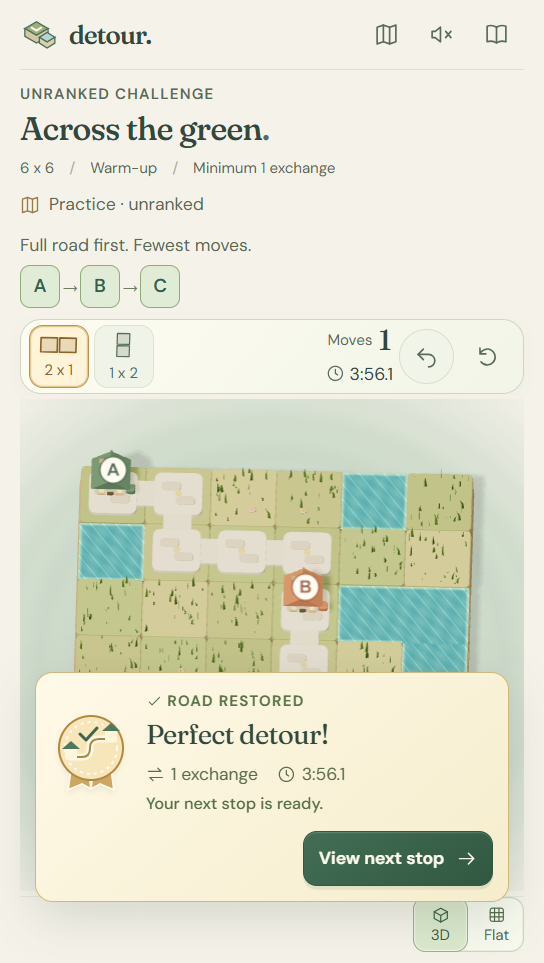 detour.
UNRANKED CHALLENGE
Across the green.
6 x 6 / Warm-up / Minimum 1 exchange
Practice · unranked
Full road first. Fewest moves.
A → B → C
2 x 1
1 x 2
Moves 1
3:56.1
A
B
ROAD RESTORED
Perfect detour!
1 exchange 3:56.1
Your next stop is ready.
View next stop →
3D
Flat